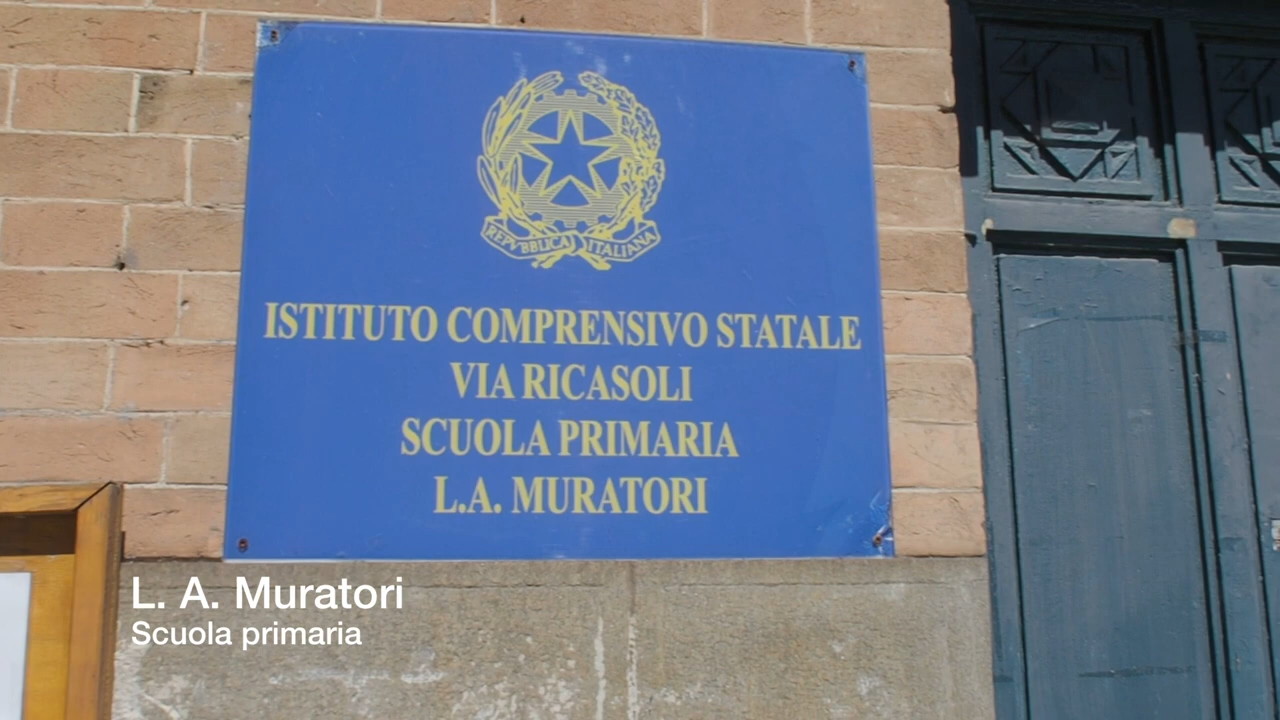 REPVBBLICA ITALIANA
ISTITUTO COMPRENSIVO STATALE
VIA RICASOLI
SCUOLA PRIMARIA
L.A. MURATORI
L. A. Muratori
Scuola primaria